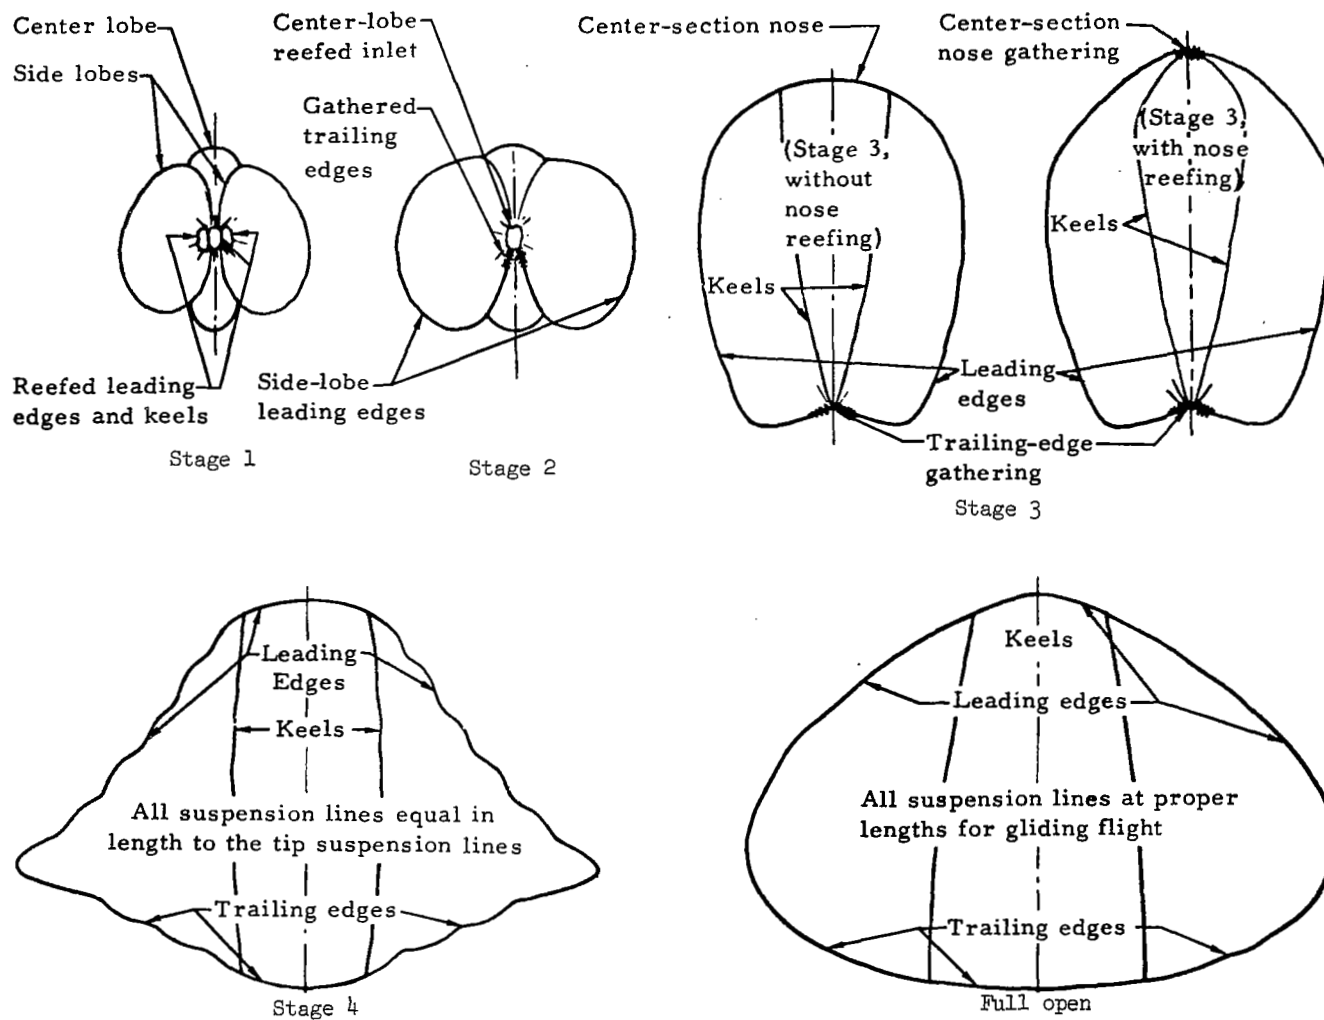 Center lobe
Side lobes
Center-lobe
reefed inlet
Gathered
trailing
edges
Reefed leading
edges and keels
Stage 1
Side-lobe
leading edges
Stage 2
Center-section nose
(Stage 3,
without
nose
reefing)
Keels
Center-section
nose gathering
(Stage 3,
with nose
reefing)
Keels
Leading
edges
Trailing-edge
gathering
Stage 3
Leading
Edges
Keels
All suspension lines equal in
length to the tip suspension lines
Trailing edges
Stage 4
Keels
Leading edges
All suspension lines at proper
lengths for gliding flight
Trailing edges
Full open